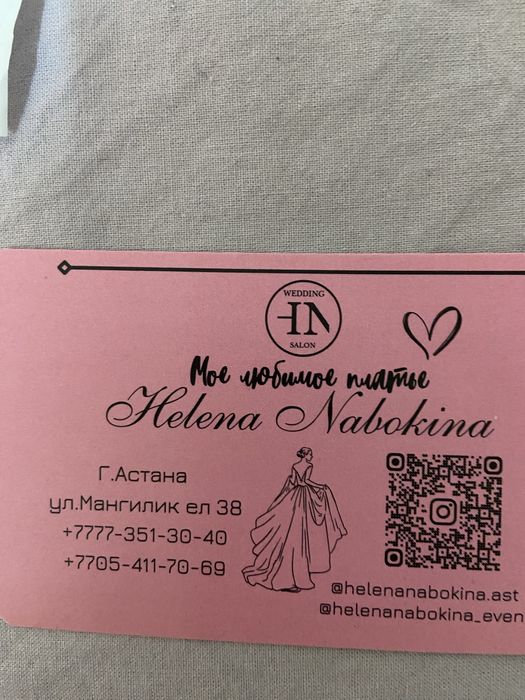 WEDDING
HN
SALON
Мое любимое платье
Helena Nabokina
Г.Астана
ул.Мангилик ел 38
+7777-351-30-40
+7705-411-70-69
@helenanabokina.ast
@helenanabokina_even